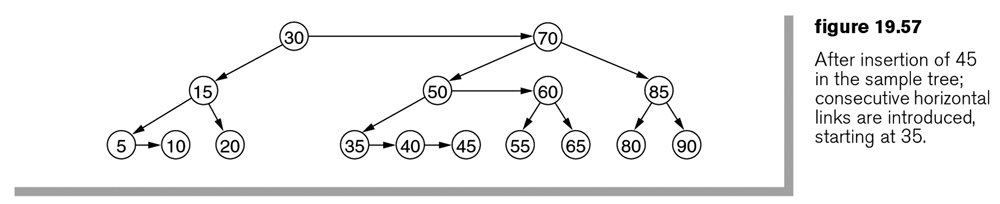 30 70
15 50 60 85
5 10 20 35 40 45 55 65 80 90
figure 19.57
After insertion of 45
in the sample tree;
consecutive horizontal
links are introduced,
starting at 35.